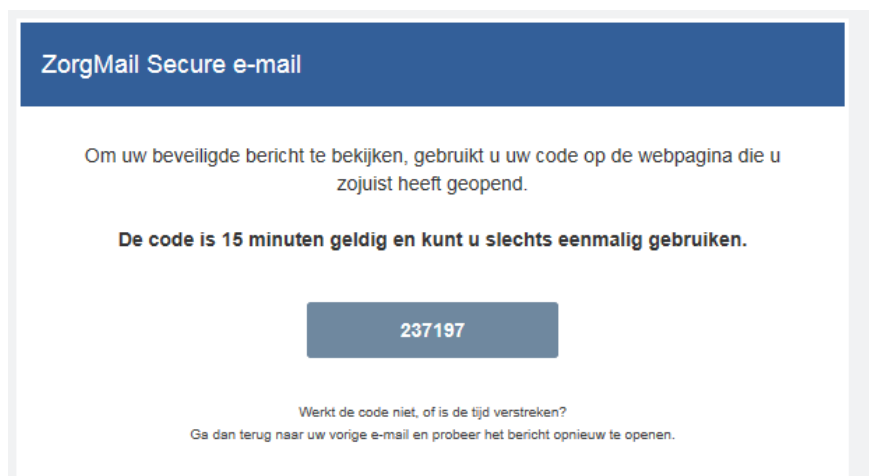 ZorgMail Secure e-mail
Om uw beveiligde bericht te bekijken, gebruikt u uw code op de webpagina die u
zojuist heeft geopend.
De code is 15 minuten geldig en kunt u slechts eenmalig gebruiken.
237197
Werkt de code niet, of is de tijd verstreken?
Ga dan terug naar uw vorige e-mail en probeer het bericht opnieuw te openen.